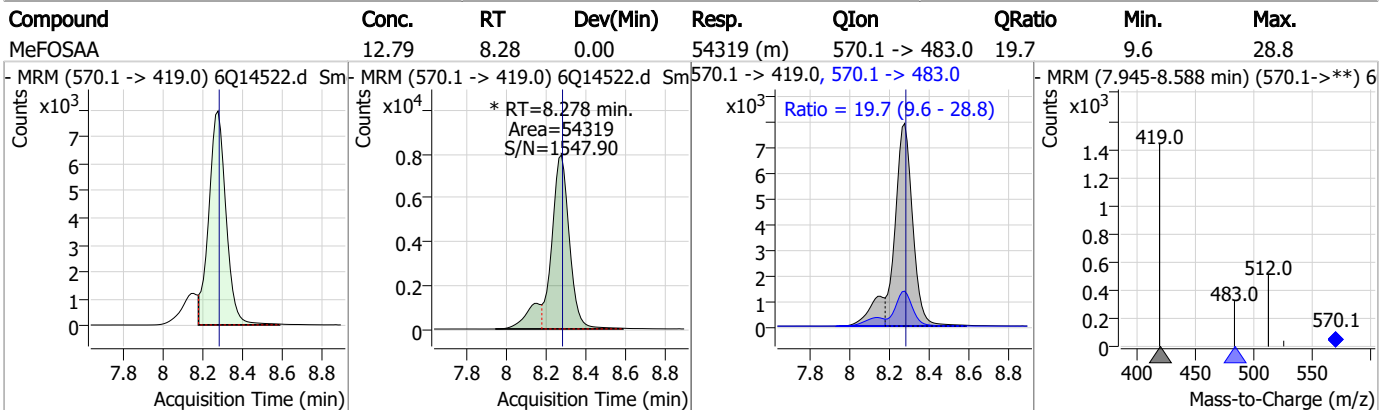 Compound Conc. RT Dev(Min) Resp. QIon QRatio Min. Max.
MeFOSAA 12.79 8.28 0.00 54319 (m) 570.1 -> 483.0 19.7 9.6 28.8
- MRM (570.1 -> 419.0) 6Q14522.d Sm
Counts
x10³
7
6
5
4
3
2
1
0
7.8 8 8.2 8.4 8.6 8.8
Acquisition Time (min)
- MRM (570.1 -> 419.0) 6Q14522.d Sm
Counts
x10⁴
* RT=8.278 min.
Area=54319
S/N=1547.90
0.8
0.6
0.4
0.2
0
7.8 8 8.2 8.4 8.6 8.8
Acquisition Time (min)
570.1 -> 419.0, 570.1 -> 483.0
x10³
Ratio = 19.7 (9.6 - 28.8)
7
6
5
4
3
2
1
0
7.8 8 8.2 8.4 8.6 8.8
Acquisition Time (min)
- MRM (7.945-8.588 min) (570.1->**) 6
Counts
x10³
419.0
1.4
1.2
1
0.8
0.6
512.0
0.4
483.0
0.2
570.1
0
400 450 500 550
Mass-to-Charge (m/z)